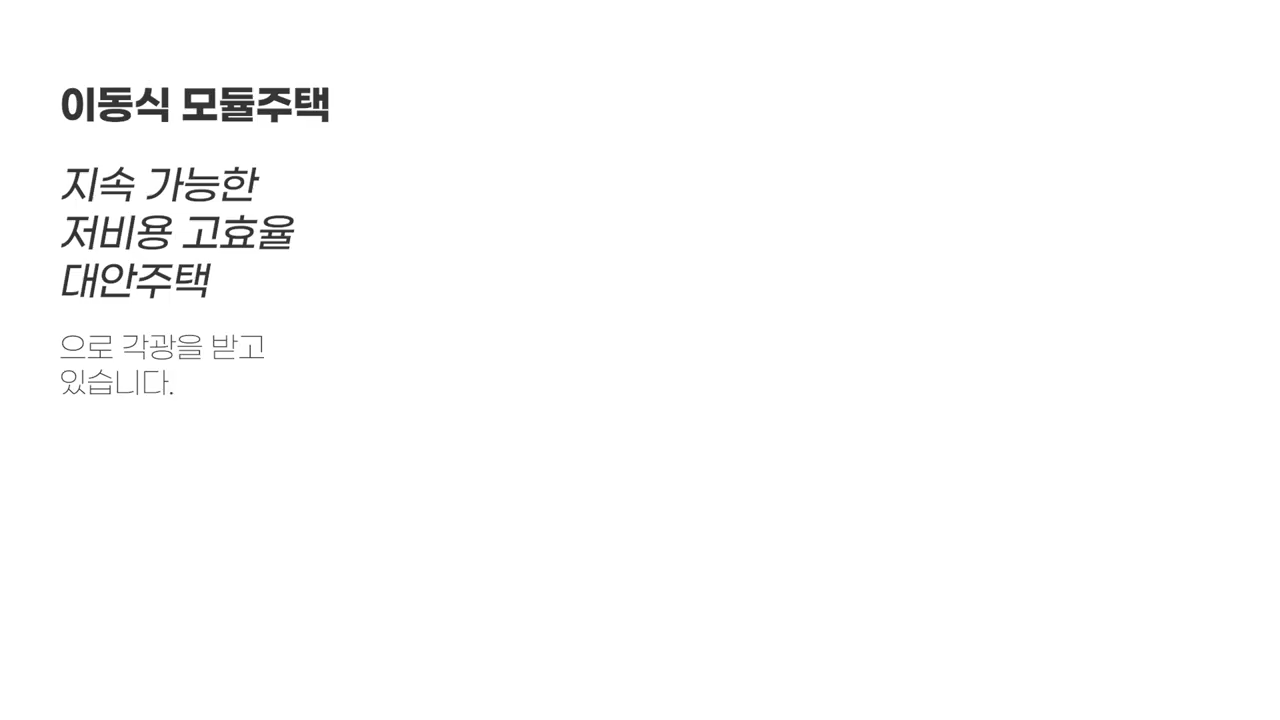 이동식 모듈주택
지속 가능한
저비용 고효율
대안주택
으로 각광을 받고
있습니다.